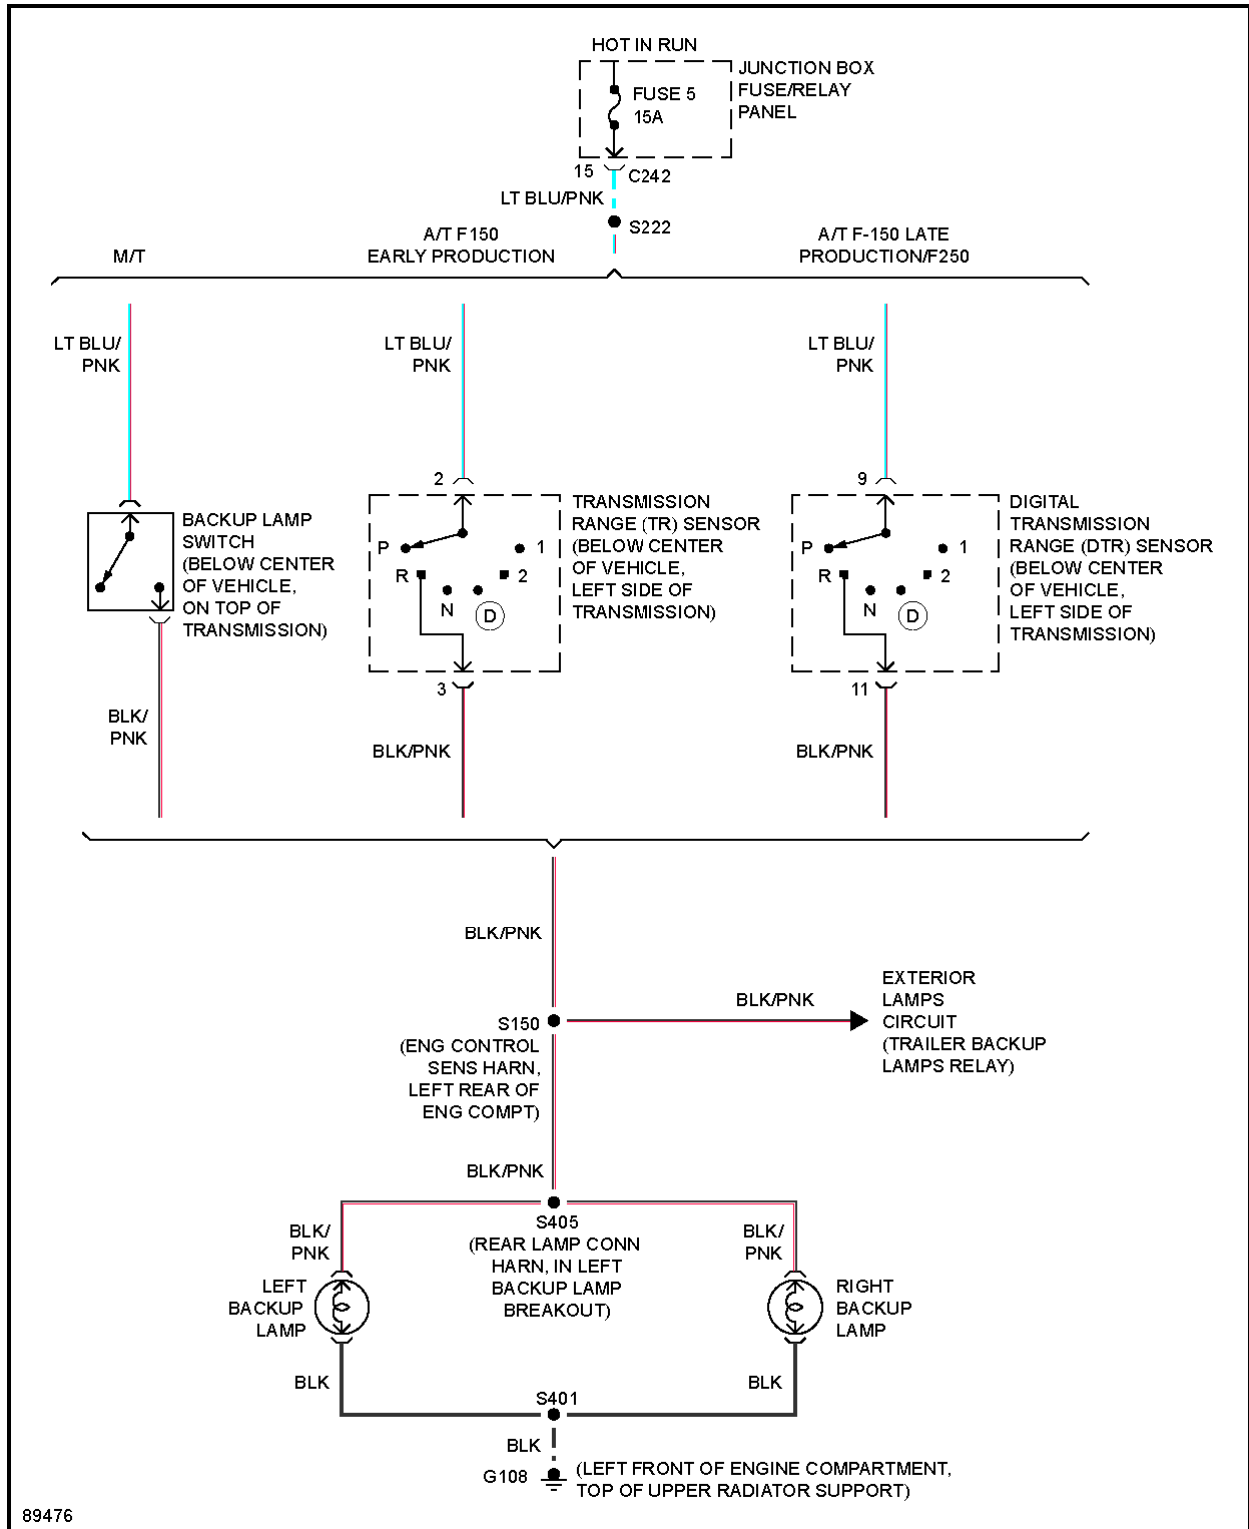 HOT IN RUN
JUNCTION BOX
FUSE/RELAY
PANEL
FUSE 5
15A
15
C242
LT BLU/PNK
S222
M/T
A/T F150
EARLY PRODUCTION
A/T F-150 LATE
PRODUCTION/F250
LT BLU/
PNK
LT BLU/
PNK
LT BLU/
PNK
BACKUP LAMP
SWITCH
(BELOW CENTER
OF VEHICLE,
ON TOP OF
TRANSMISSION)
2
P
R
N
D
2
1
3
TRANSMISSION
RANGE (TR) SENSOR
(BELOW CENTER
OF VEHICLE,
LEFT SIDE OF
TRANSMISSION)
9
P
R
N
D
2
1
11
DIGITAL
TRANSMISSION
RANGE (DTR) SENSOR
(BELOW CENTER
OF VEHICLE,
LEFT SIDE OF
TRANSMISSION)
BLK/
PNK
BLK/PNK
BLK/PNK
BLK/PNK
S150
(ENG CONTROL
SENS HARN,
LEFT REAR OF
ENG COMPT)
BLK/PNK
EXTERIOR
LAMPS
CIRCUIT
(TRAILER BACKUP
LAMPS RELAY)
BLK/PNK
S405
(REAR LAMP CONN
HARN, IN LEFT
BACKUP LAMP
BREAKOUT)
BLK/
PNK
LEFT
BACKUP
LAMP
BLK/
PNK
RIGHT
BACKUP
LAMP
BLK
BLK
S401
BLK
G108
(LEFT FRONT OF ENGINE COMPARTMENT,
TOP OF UPPER RADIATOR SUPPORT)
89476